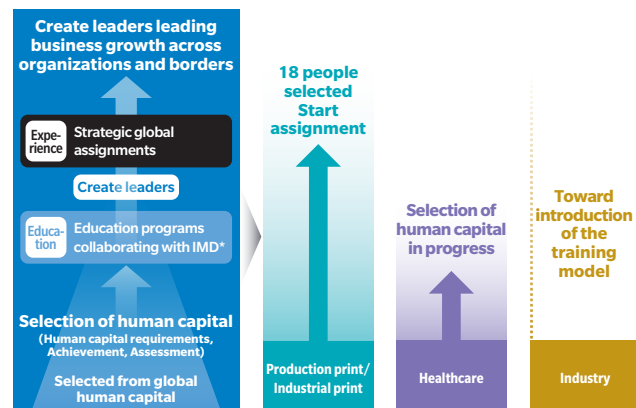 Create leaders leading
business growth across
organizations and borders
Expe-
rience
Strategic global
assignments
Create leaders
Educa-
tion
Education programs
collaborating with IMD*
Selection of human capital
(Human capital requirements,
Achievement, Assessment)
Selected from global
human capital
18 people
selected
Start
assignment
Production print/
Industrial print
Selection of
human capital
in progress
Healthcare
Toward
introduction
of the
training
model
Industry